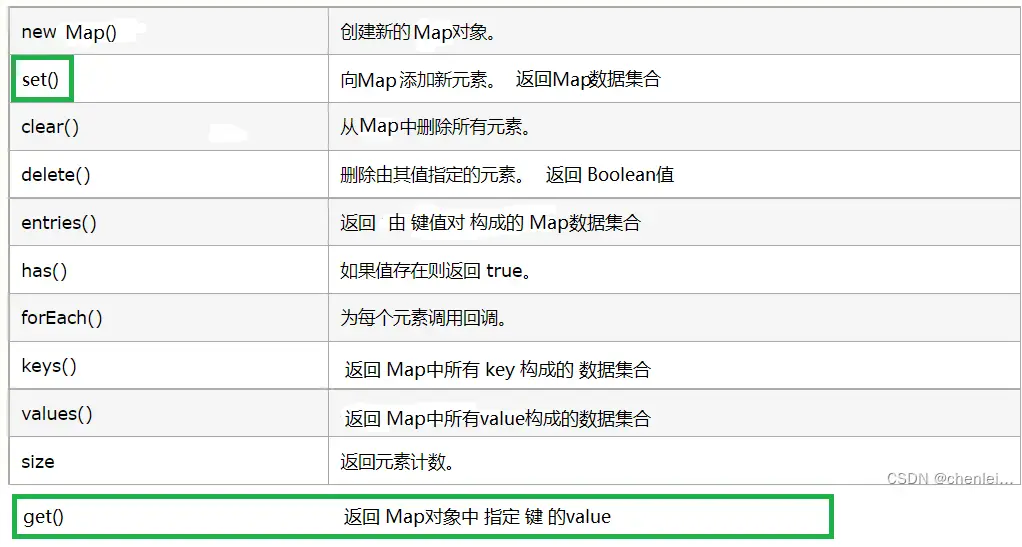 new Map() 创建新的Map对象。
set() 向Map 添加新元素。 返回Map数据集合
clear() 从Map中删除所有元素。
delete() 删除由其值指定的元素。 返回 Boolean值
entries() 返回 由 键值对 构成的 Map数据集合
has() 如果值存在则返回 true。
forEach() 为每个元素调用回调。
keys() 返回 Map中所有 key 构成的 数据集合
values() 返回 Map中所有value构成的数据集合
size 返回元素计数。
CSDN @chenlei...
get() 返回 Map对象中 指定 键 的value